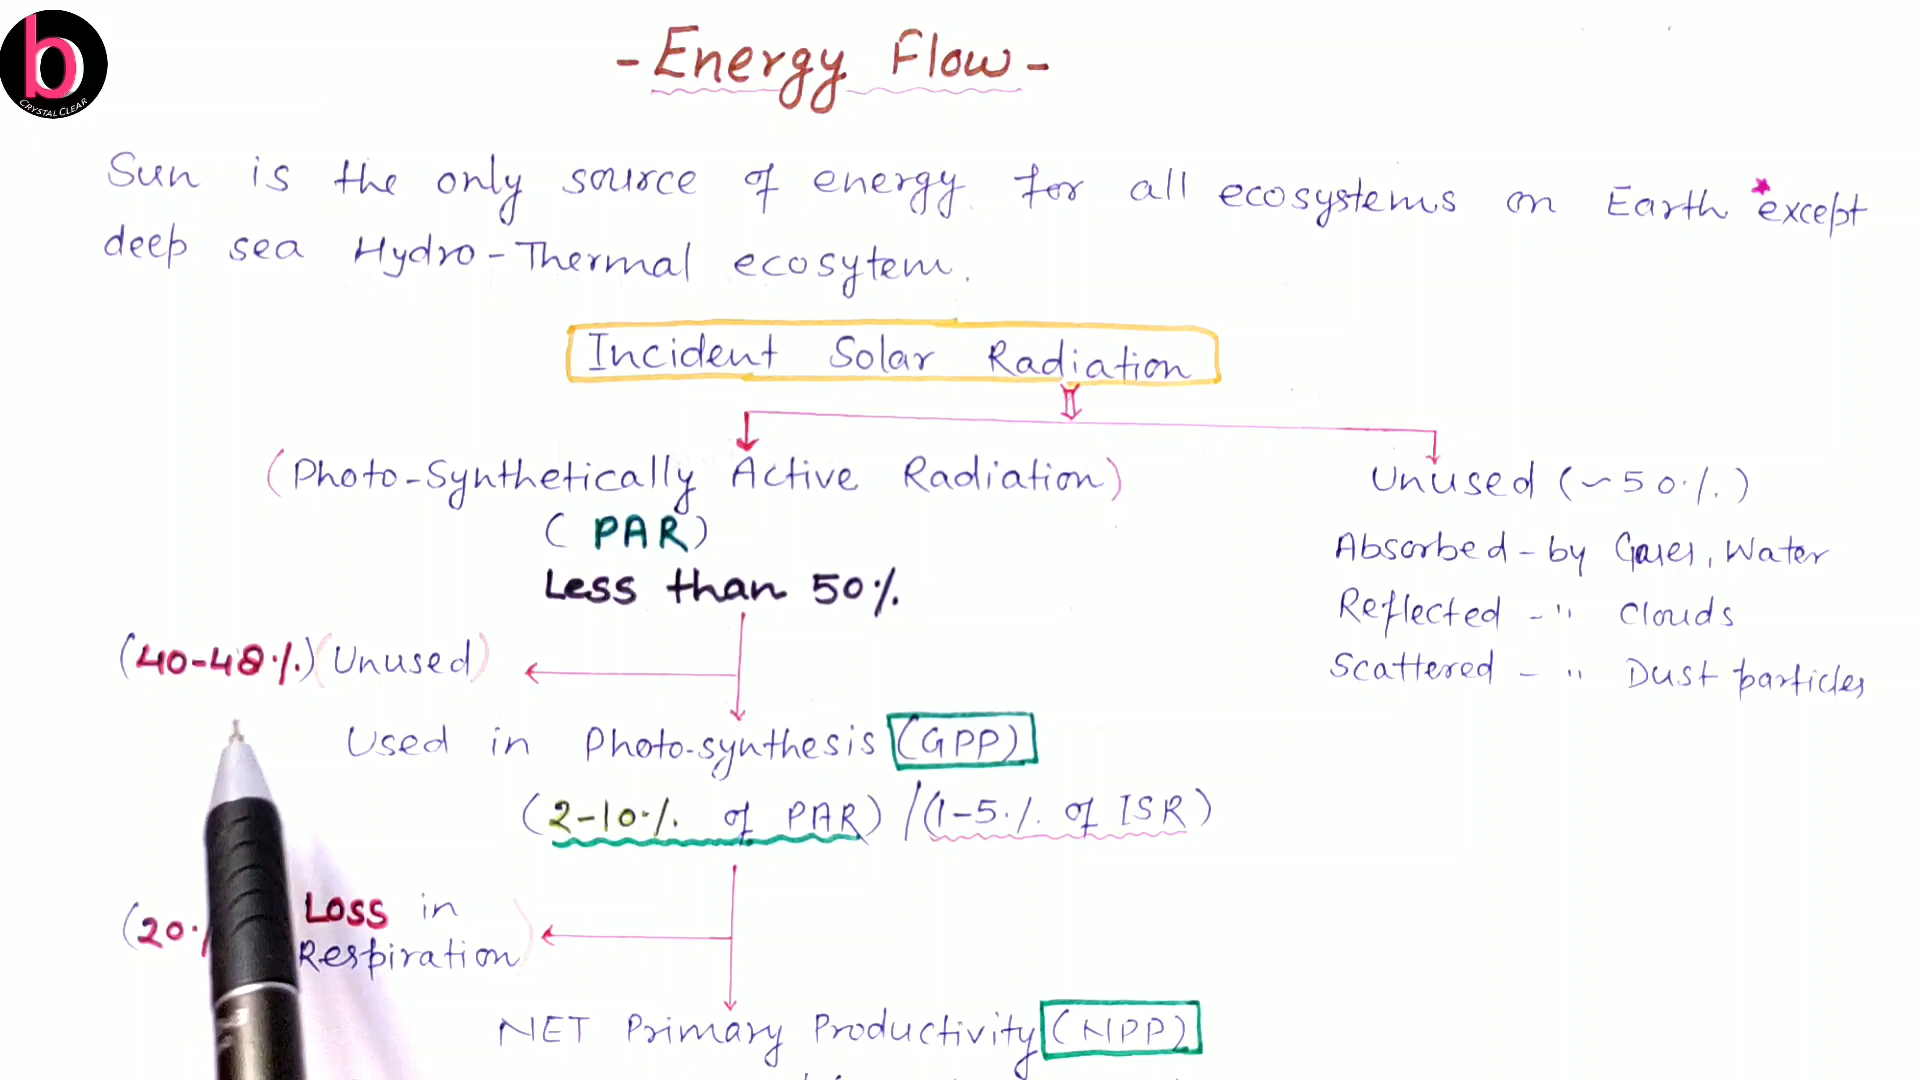 b
CRYSTAL CLEAR
- Energy Flow -
Sun is the only source of energy for all ecosystems on Earth *except
deep sea Hydro-Thermal ecosytem.
Incident Solar Radiation
(Photo-Synthetically Active Radiation)
(PAR)
Less than 50%
Unused (~50%)
Absorbed - by Gases, Water
Reflected - " Clouds
Scattered - " Dust particles
(40-48%) (Unused)
Used in Photo-synthesis (GPP)
(2-10% of PAR) / (1-5% of ISR)
(20% Loss in
Respiration)
NET Primary Productivity (NPP)